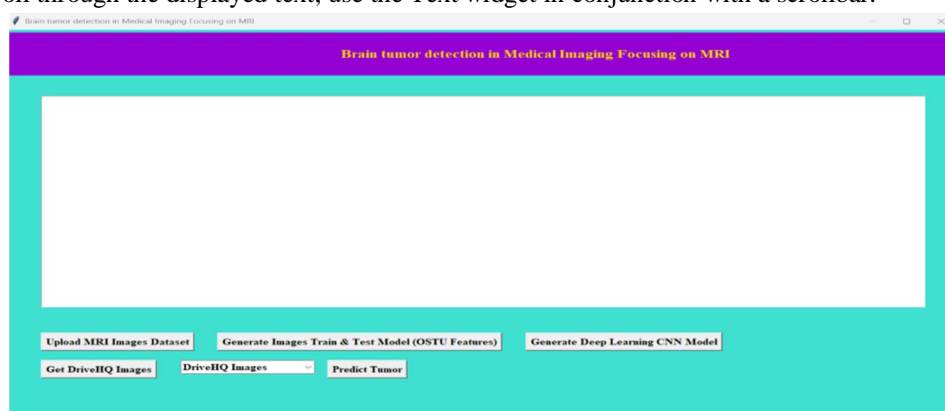 on through the displayed text, use the Text widget in conjunction with a scrollbar.
Brain tumor detection in Medical Imaging Focusing on MRI
Brain tumor detection in Medical Imaging Focusing on MRI
Upload MRI Images Dataset Generate Images Train & Test Model (OSTU Features) Generate Deep Learning CNN Model
Get DriveHQ Images DriveHQ Images Predict Tumor